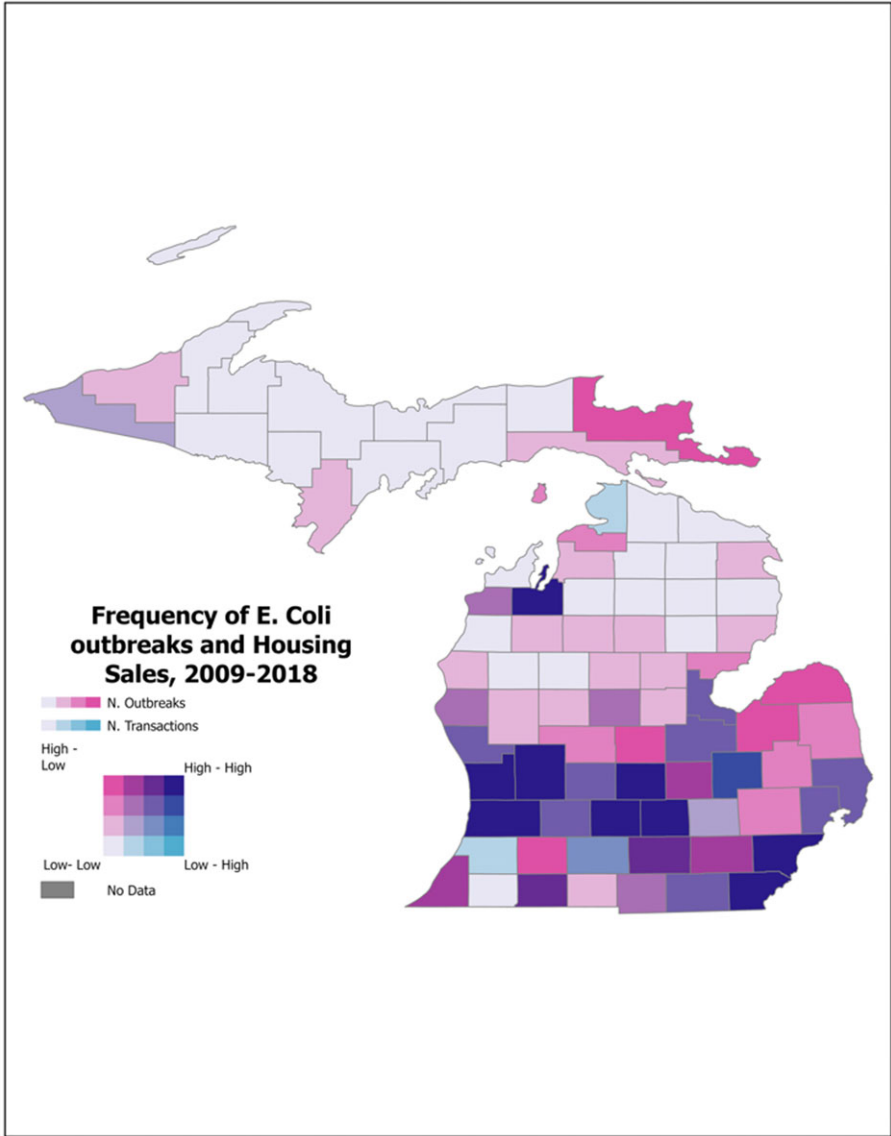 Frequency of E. Coli
outbreaks and Housing
Sales, 2009-2018
N. Outbreaks
N. Transactions
High -
Low
High - High
Low- Low
Low - High
No Data